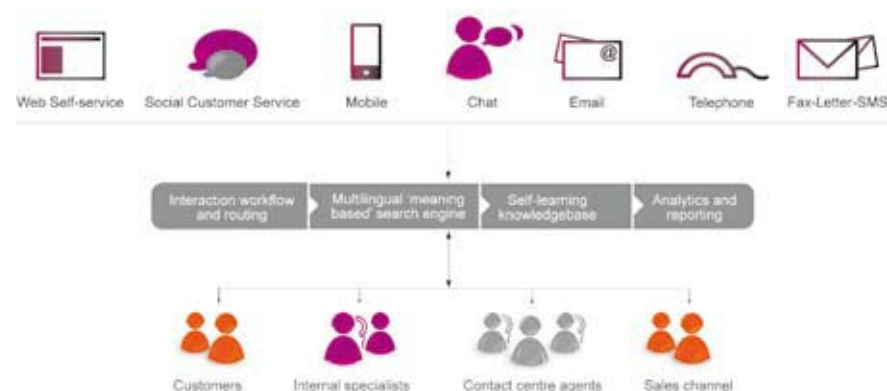 Web Self-service
Social Customer Service
Mobile
Chat
Email
Telephone
Fax-Letter-SMS
@
Interaction workflow
and routing
Multilingual 'meaning
based' search engine
Self-learning
knowledgebase
Analytics and
reporting
Customers
Internal specialists
Contact centre agents
Sales channel